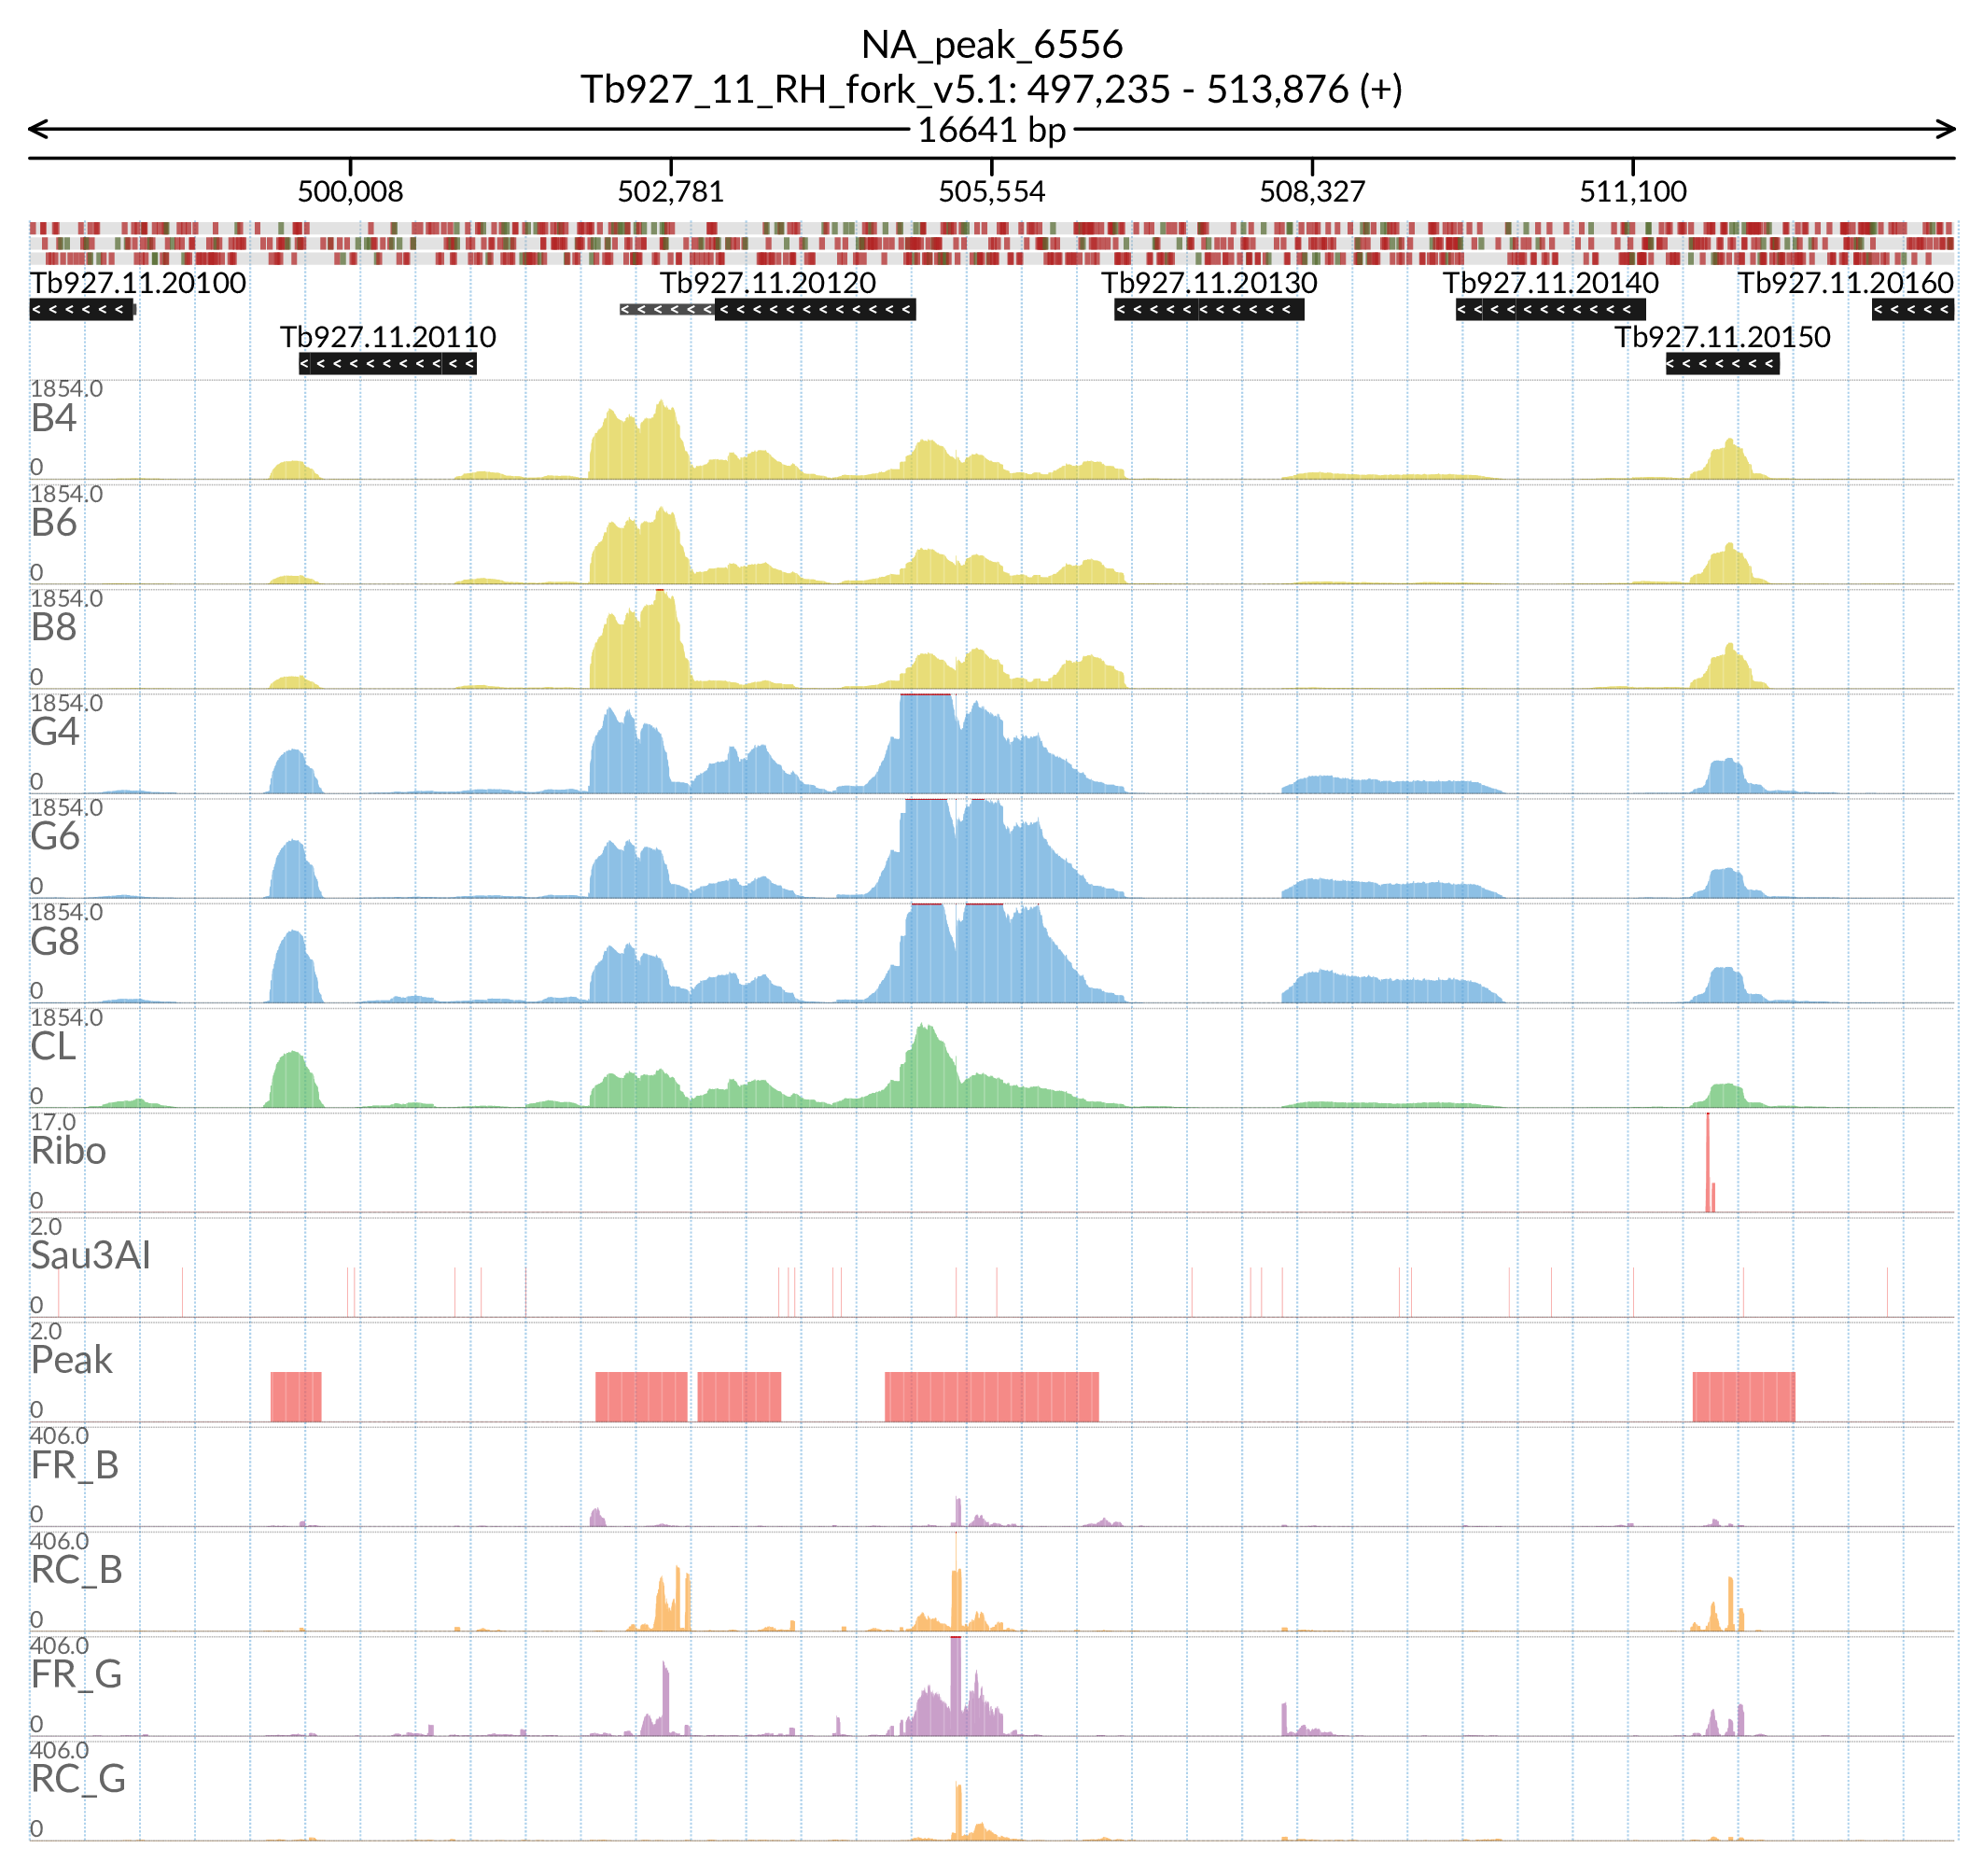 NA_peak_6556
Tb927_11_RH_fork_v5.1: 497,235 - 513,876 (+)
16641 bp
500,008 502,781 505,554 508,327 511,100
Tb927.11.20100 Tb927.11.20120 Tb927.11.20130 Tb927.11.20140 Tb927.11.20160
Tb927.11.20110 Tb927.11.20150
1854.0
B4
0
1854.0
B6
0
1854.0
B8
0
1854.0
G4
0
1854.0
G6
0
1854.0
G8
0
1854.0
CL
0
17.0
Ribo
0
2.0
Sau3AI
0
2.0
Peak
0
406.0
FR_B
0
406.0
RC_B
0
406.0
FR_G
0
406.0
RC_G
0